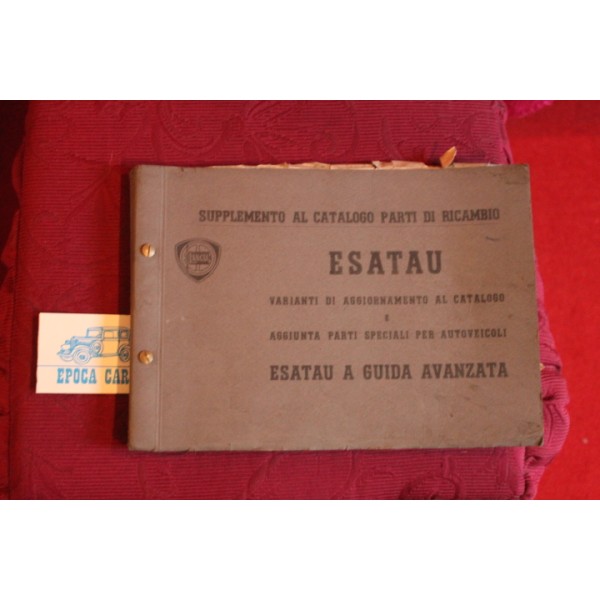 SUPPLEMENTO AL CATALOGO PARTI DI RICAMBIO
LANCIA
ESATAU
VARIANTI DI AGGIORNAMENTO AL CATALOGO
E
AGGIUNTA PARTI SPECIALI PER AUTOVEICOLI
ESATAU A GUIDA AVANZATA
EPOCA CAR